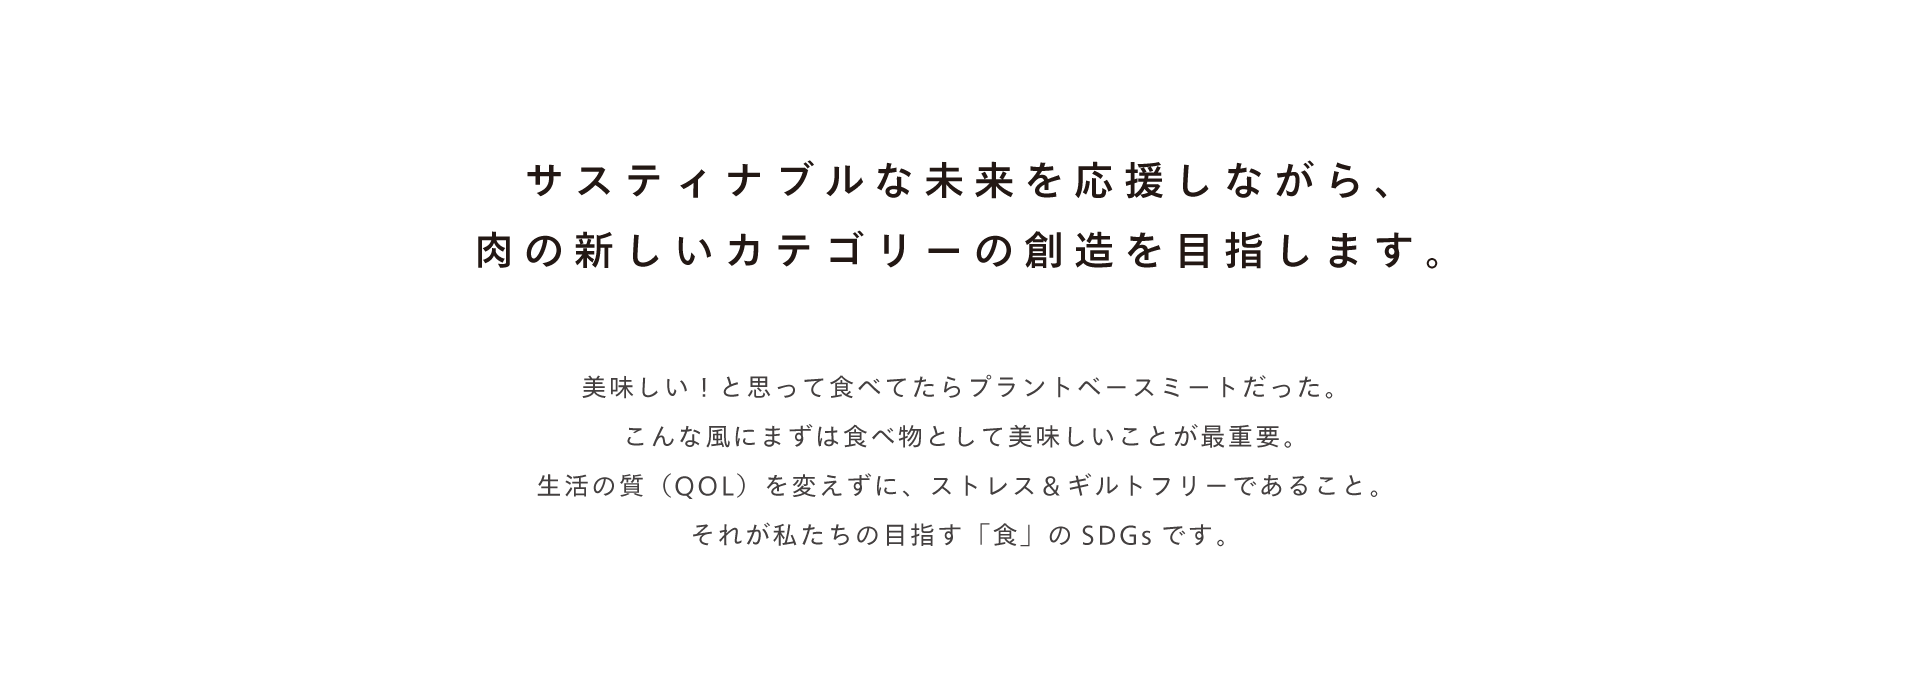 サスティナブルな未来を応援しながら、
肉の新しいカテゴリーの創造を目指します。
美味しい！と思って食べてたらプラントベースミートだった。
こんな風にまずは食べ物として美味しいことが最重要。
生活の質（QOL）を変えずに、ストレス＆ギルトフリーであること。
それが私たちの目指す「食」の SDGs です。